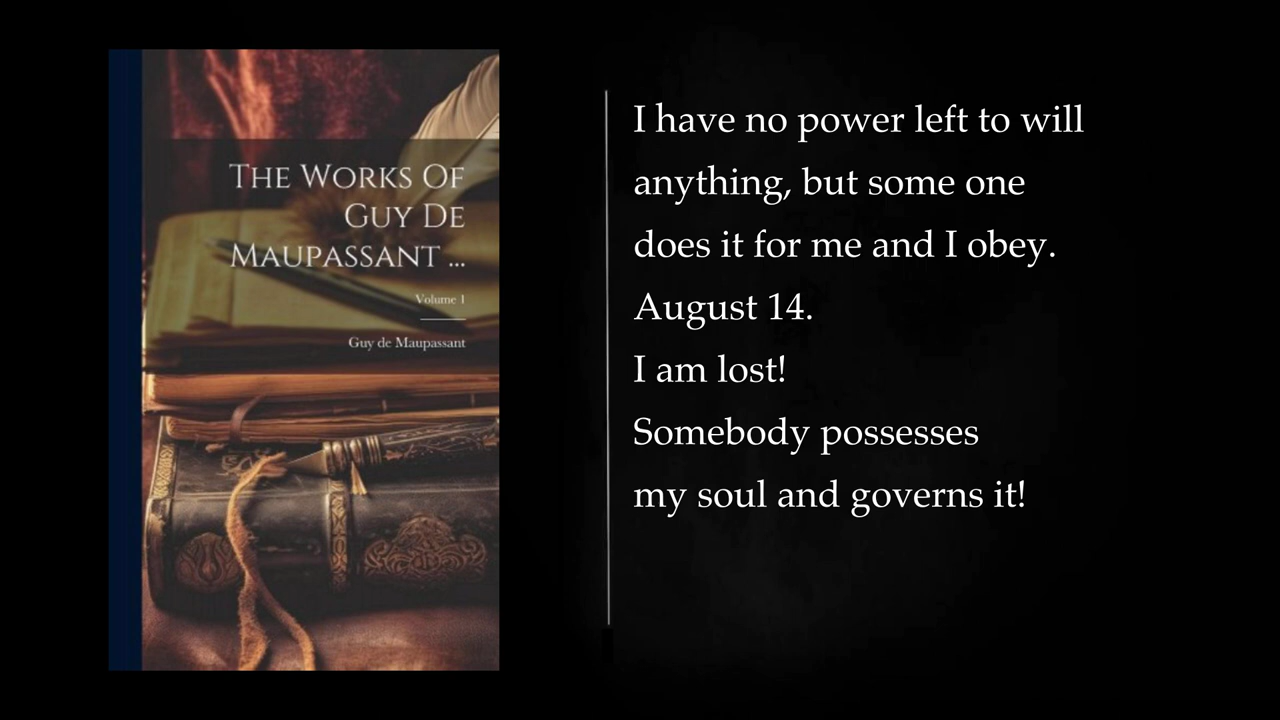 The Works Of
Guy De
Maupassant ...
Volume 1
Guy de Maupassant
I have no power left to will
anything, but some one
does it for me and I obey.
August 14.
I am lost!
Somebody possesses
my soul and governs it!